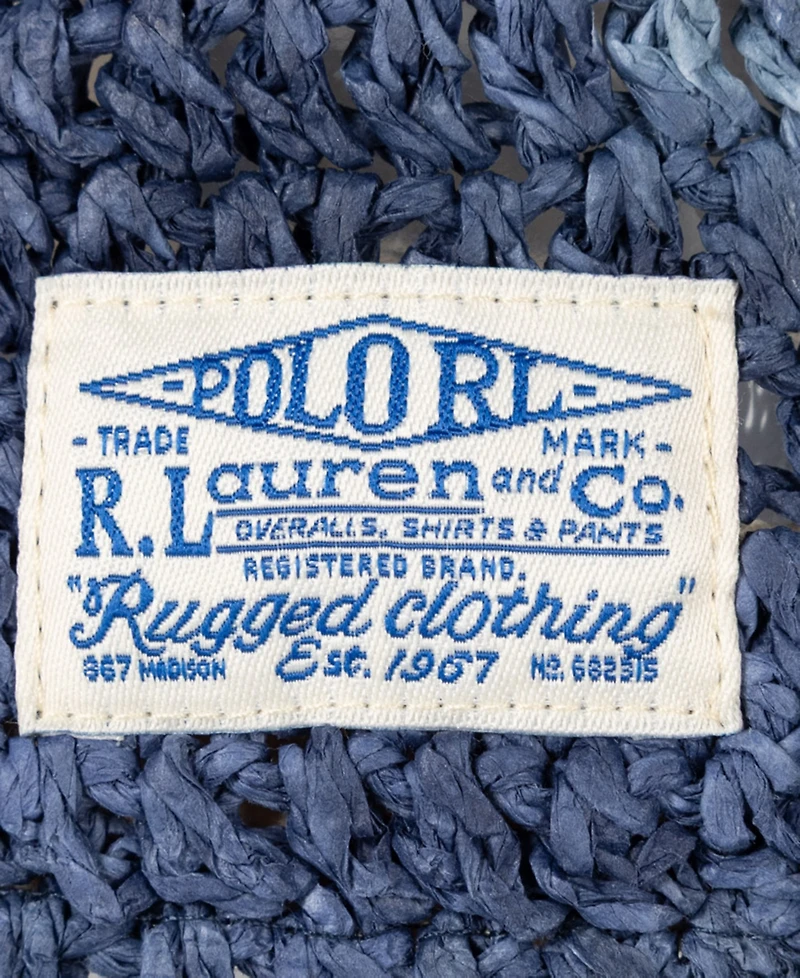 -POLO RL-
- TRADE MARK -
R.Lauren and Co.
OVERALLS, SHIRTS & PANTS
REGISTERED BRAND.
"Rugged clothing"
867 MADISON Est. 1967 No. 682315